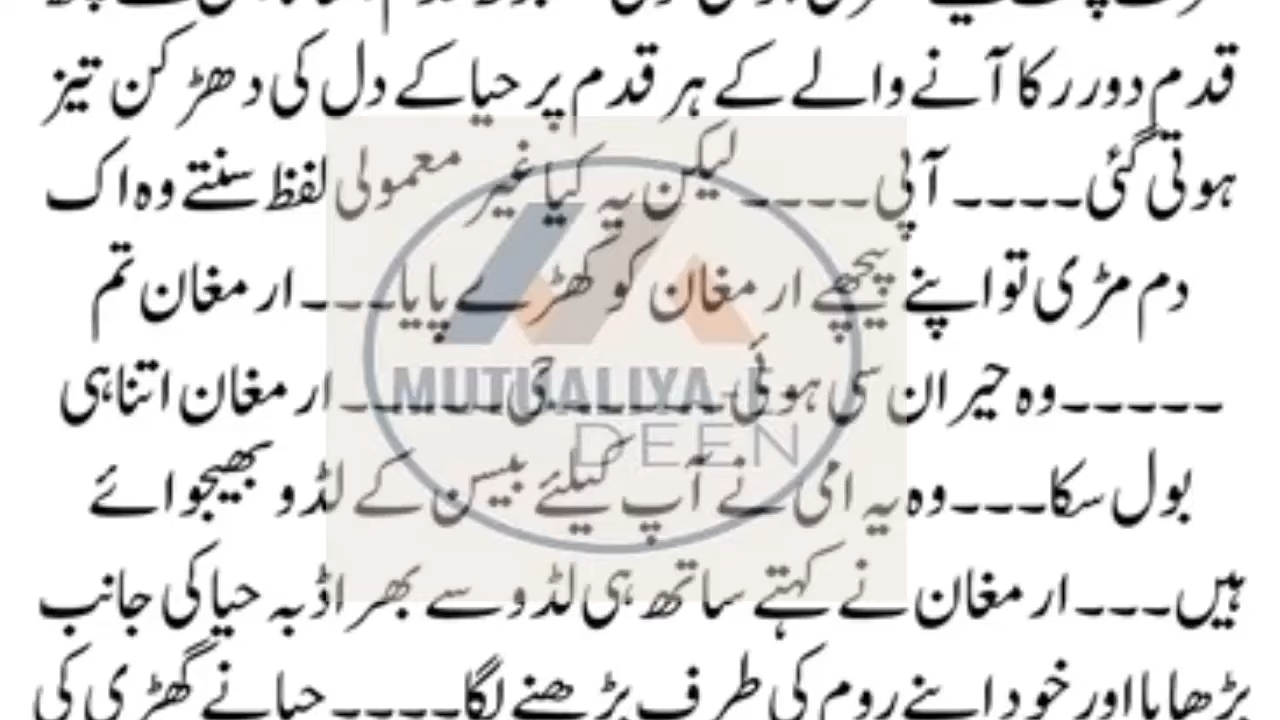 قدم دور رکا آنے والے کے ہر قدم پر حیا کے دل کی دھڑکن تیز
ہوتی گئی۔۔۔۔ آپی۔۔۔۔ لیکن یہ کیا غیر معمولی لفظ سنتے وہ اک
دم مڑی تو اپنے پیچھے ارمغان کو کھڑے پایا۔۔۔ ارمغان تم
۔۔۔۔۔ وہ حیران سی ہوئی۔۔۔۔۔۔ جی۔۔۔۔۔۔ ارمغان اتنا ہی
بول سکا۔۔۔ وہ یہ امی نے آپ کیلئے بیسن کے لڈو بھیجوائے
ہیں۔۔۔ ارمغان نے کہتے ساتھ ہی لڈو سے بھرا ڈبہ حیا کی جانب
بڑھایا اور خود اپنے روم کی طرف بڑھنے لگا۔۔۔۔ حیا نے گھڑی کی
MUTUALIYA-E
DEEN